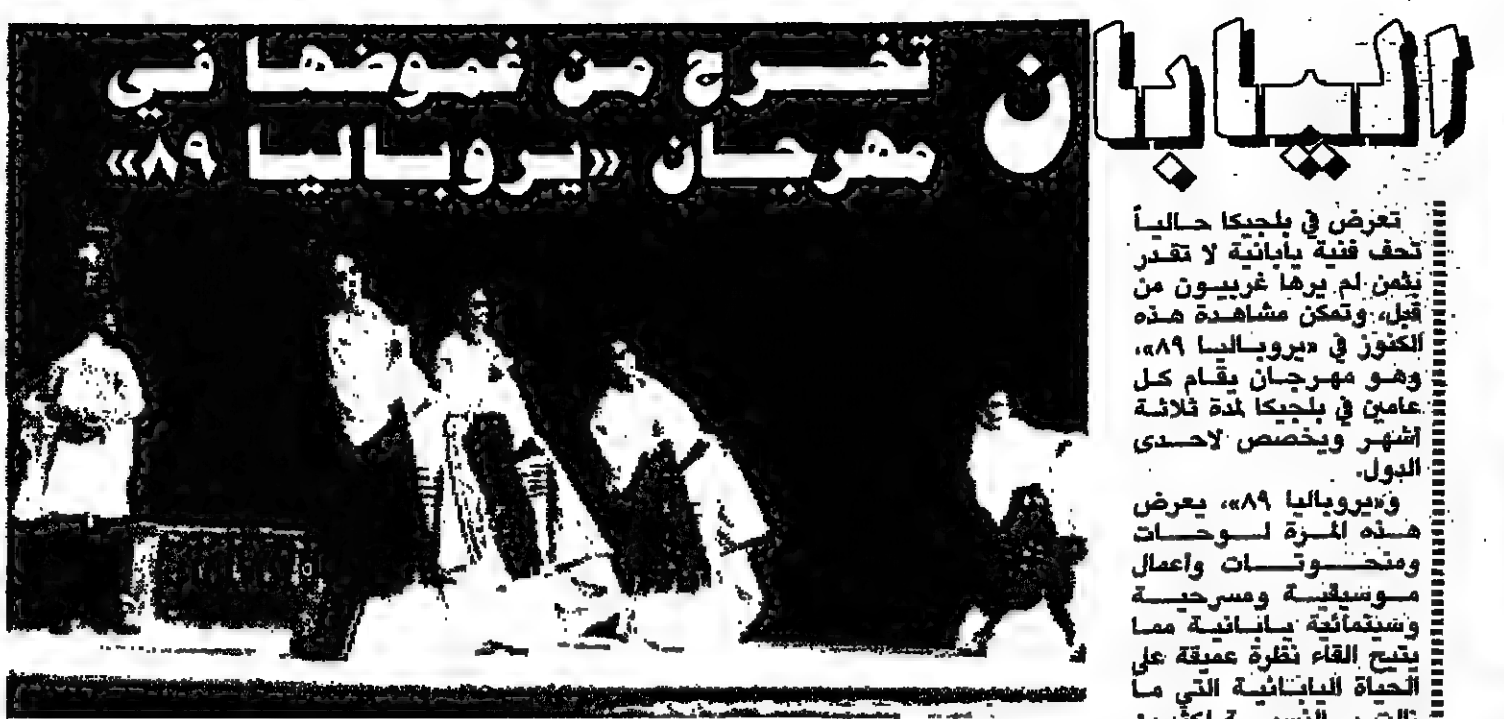 اليابان
تخرج من غموضها في
مهرجان «يروباليا ٨٩»
تعرض في بلجيكا حالياً
تحف فنية يابانية لا تقدر
بثمن لم يرها غربيون من
قبل، وتمكن مشاهدة هذه
الكنوز في «يروباليا ٨٩»،
وهو مهرجان يقام كل
عامين في بلجيكا لمدة ثلاثة
اشهر ويخصص لاحدى
الدول.
و«يروباليا ٨٩»، يعرض
هذه المرة لوحات
ومنحوتات واعمال
موسيقية ومسرحية
وسينمائية يابانية مما
يتيح القاء نظرة عميقة على
الحياة اليابانية التي ما